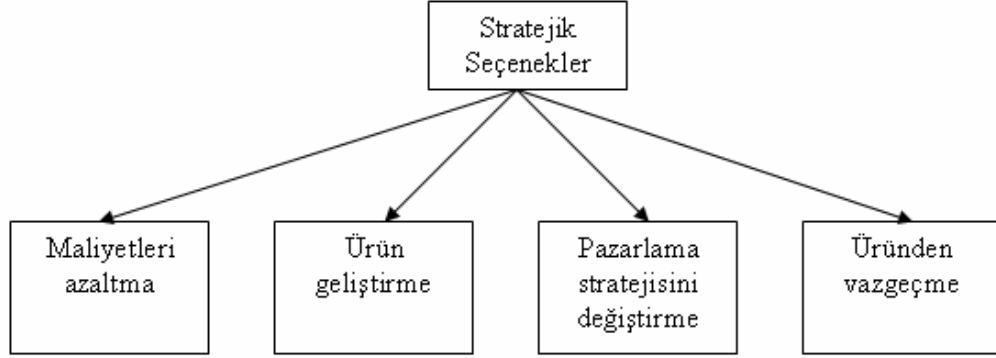 Stratejik
Seçenekler
Maliyetleri
azaltma
Ürün
geliştirme
Pazarlama
stratejisini
değiştirme
Üründen
vazgeçme